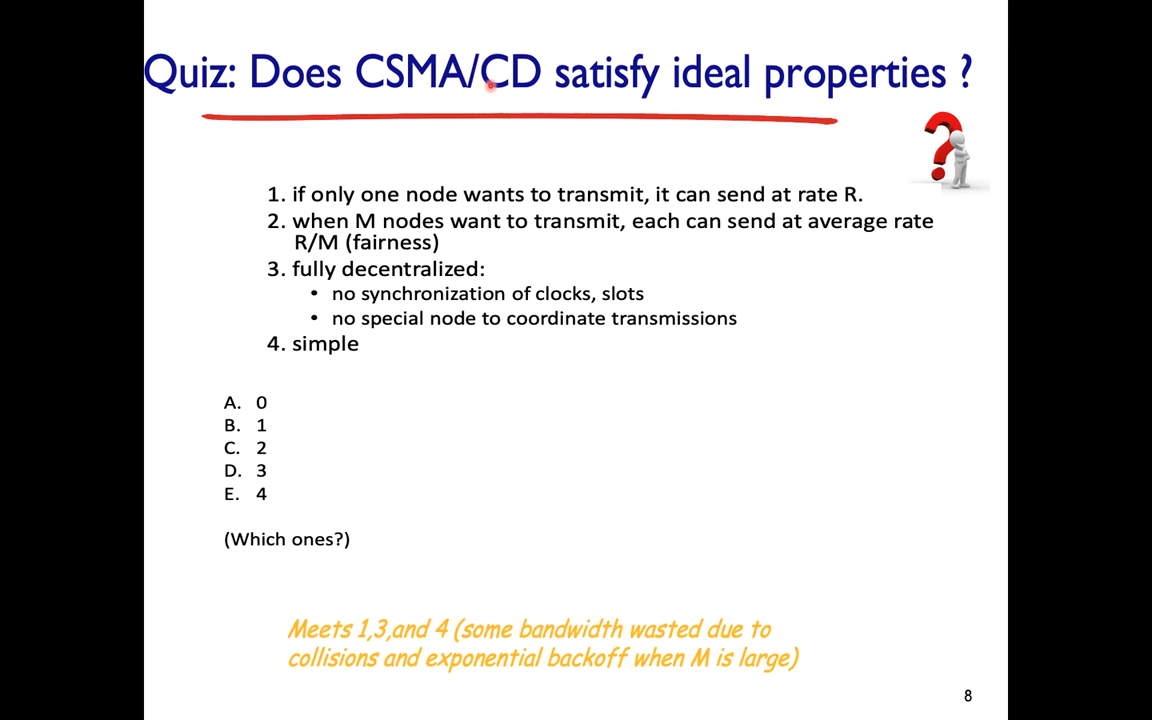 Quiz: Does CSMA/CD satisfy ideal properties ?
1. if only one node wants to transmit, it can send at rate R.
2. when M nodes want to transmit, each can send at average rate
R/M (fairness)
3. fully decentralized:
• no synchronization of clocks, slots
• no special node to coordinate transmissions
4. simple
A. 0
B. 1
C. 2
D. 3
E. 4
(Which ones?)
Meets 1,3,and 4 (some bandwidth wasted due to
collisions and exponential backoff when M is large)
8